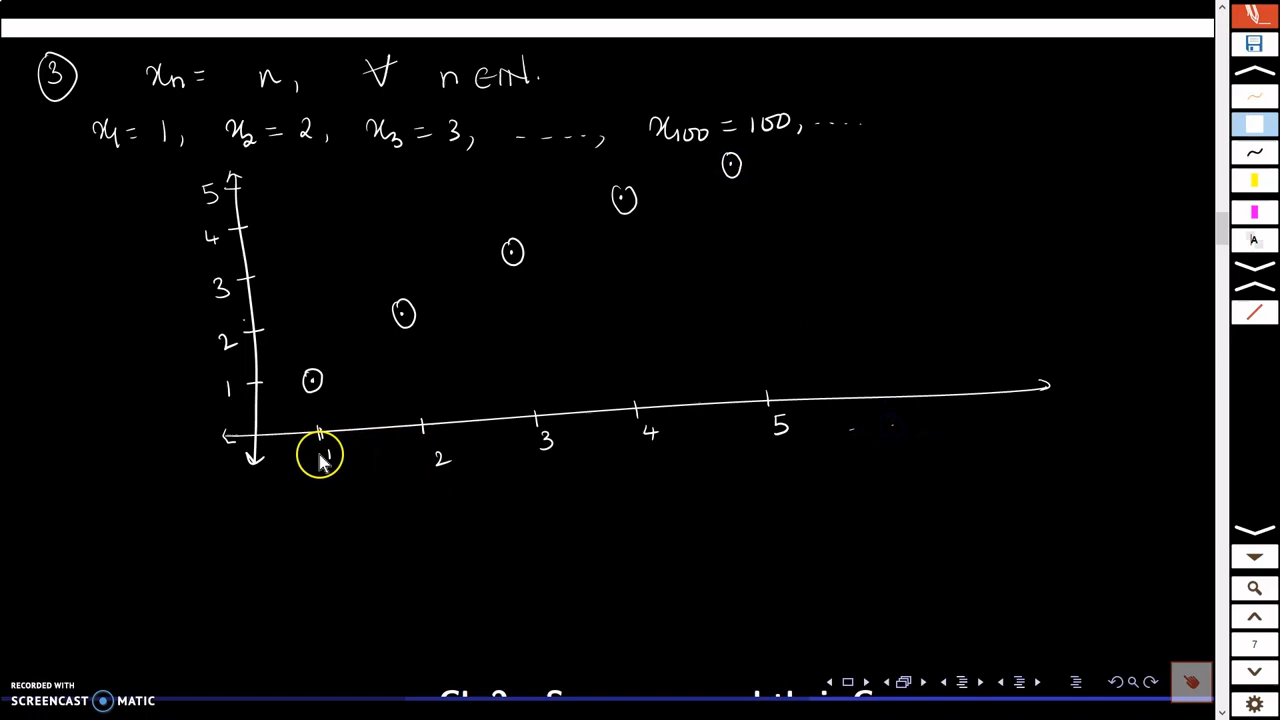 3 xn = n, ∀ n ∈ ℕ.
x1 = 1, x2 = 2, x3 = 3, ----, x100 = 100, ....
5
4
3
2
1
1 2 3 4 5
7
RECORDED WITH
SCREENCAST MATIC